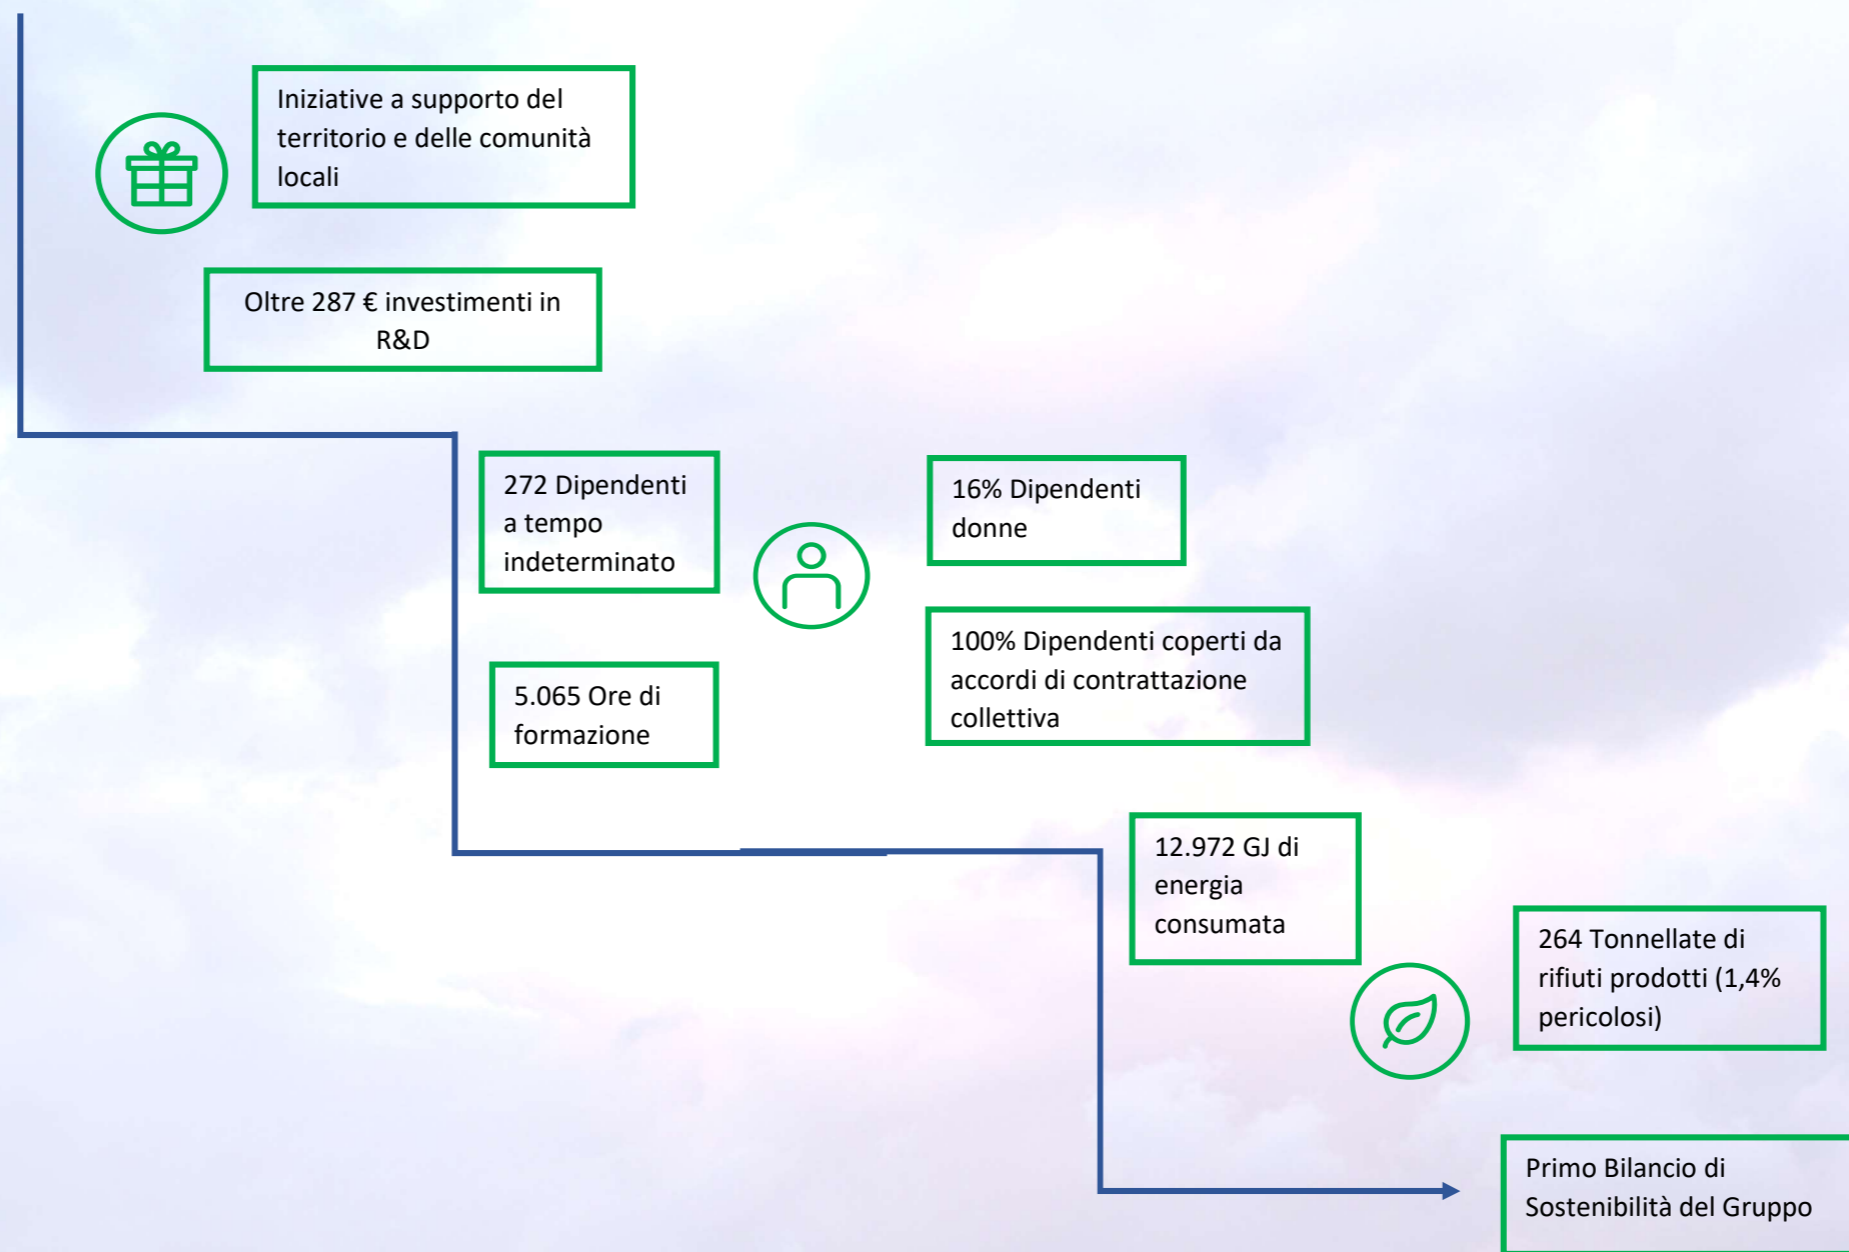 Iniziative a supporto del
territorio e delle comunità
locali
Oltre 287 € investimenti in
R&D
272 Dipendenti
a tempo
indeterminato
16% Dipendenti
donne
5.065 Ore di
formazione
100% Dipendenti coperti da
accordi di contrattazione
collettiva
12.972 GJ di
energia
consumata
264 Tonnellate di
rifiuti prodotti (1,4%
pericolosi)
Primo Bilancio di
Sostenibilità del Gruppo